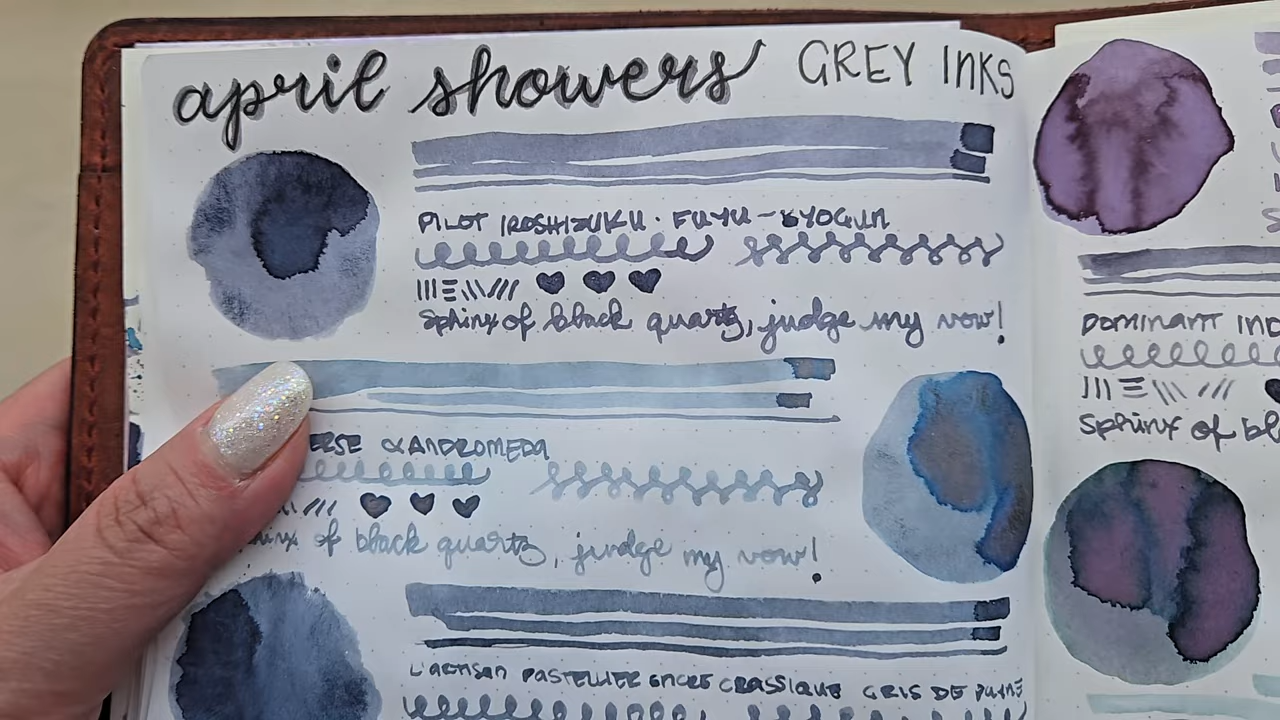 april showers GREY INKS
PILOT IROSHIZUKU · FUYU-SYOGUN
Sphinx of black quartz, judge my vow!
ERSE ANDROMEDA
of black quartz, judge my vow!
L'ARTISAN PASTELLIER ENCRE CLASSIQUE GRIS DE
DOMINANT IND
Sphinx of bl